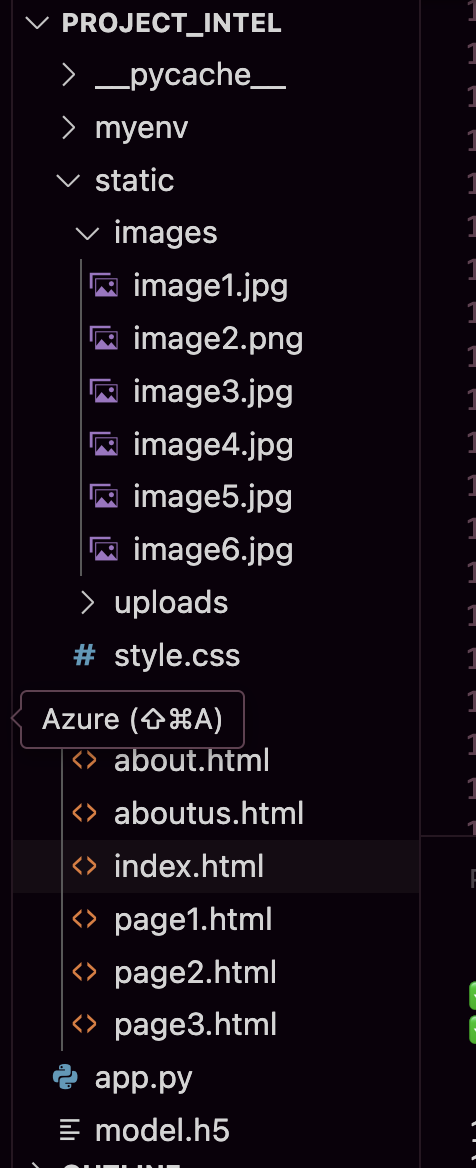 PROJECT_INTEL
__pycache__
myenv
static
images
image1.jpg
image2.png
image3.jpg
image4.jpg
image5.jpg
image6.jpg
uploads
# style.css
Azure (⇧⌘A)
<> about.html
<> aboutus.html
<> index.html
<> page1.html
<> page2.html
<> page3.html
app.py
model.h5